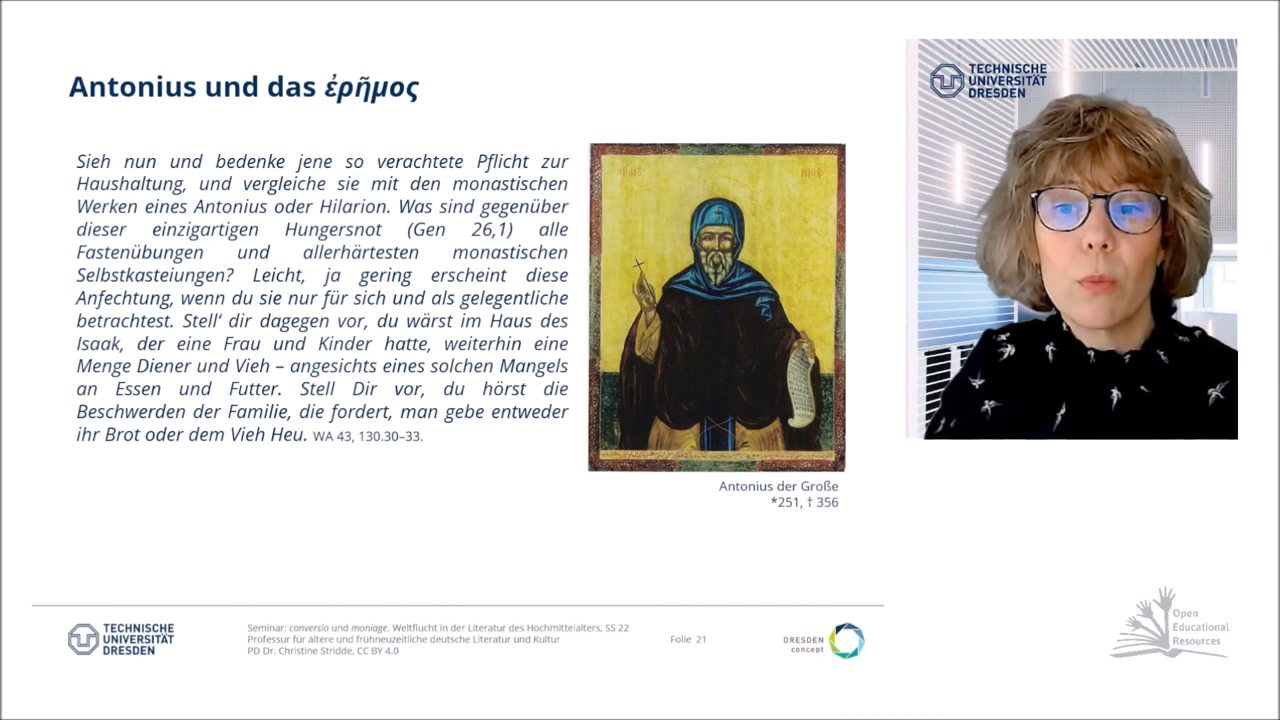 Antonius und das ἐρῆμος
Sieh nun und bedenke jene so verachtete Pflicht zur
Haushaltung, und vergleiche sie mit den monastischen
Werken eines Antonius oder Hilarion. Was sind gegenüber
dieser einzigartigen Hungersnot (Gen 26,1) alle
Fastenübungen und allerhärtesten monastischen
Selbstkasteiungen? Leicht, ja gering erscheint diese
Anfechtung, wenn du sie nur für sich und als gelegentliche
betrachtest. Stell’ dir dagegen vor, du wärst im Haus des
Isaak, der eine Frau und Kinder hatte, weiterhin eine
Menge Diener und Vieh – angesichts eines solchen Mangels
an Essen und Futter. Stell Dir vor, du hörst die
Beschwerden der Familie, die fordert, man gebe entweder
ihr Brot oder dem Vieh Heu. WA 43, 130.30–33.
Antonius der Große
*251, † 356
TECHNISCHE
UNIVERSITÄT
DRESDEN
TECHNISCHE
UNIVERSITÄT
DRESDEN
Seminar: conversio und moniage. Weltflucht in der Literatur des Hochmittelalters, SS 22
Professur für ältere und frühneuzeitliche deutsche Literatur und Kultur
PD Dr. Christine Stridde, CC BY 4.0
Folie 21
DRESDEN
concept
Open
Educational
Resources